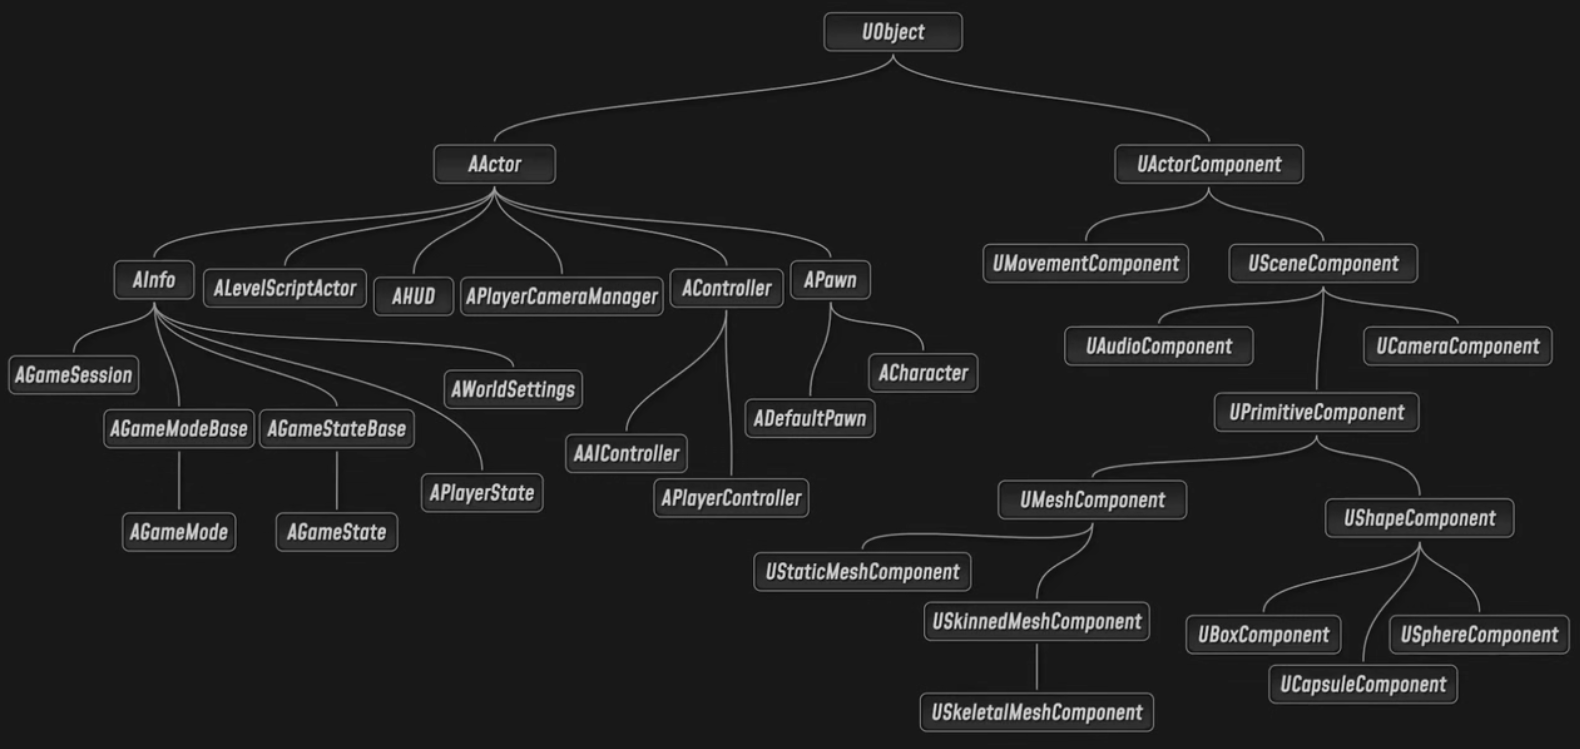 UObject
AActor
UActorComponent
AInfo
ALevelScriptActor
AHUD
APlayerCameraManager
AController
APawn
UMovementComponent
USceneComponent
AGameSession
AWorldSettings
ACharacter
UAudioComponent
UCameraComponent
AGameModeBase
AGameStateBase
ADefaultPawn
UPrimitiveComponent
AAIController
APlayerState
APlayerController
UMeshComponent
UShapeComponent
AGameMode
AGameState
UStaticMeshComponent
USkinnedMeshComponent
UBoxComponent
USphereComponent
UCapsuleComponent
USkeletalMeshComponent